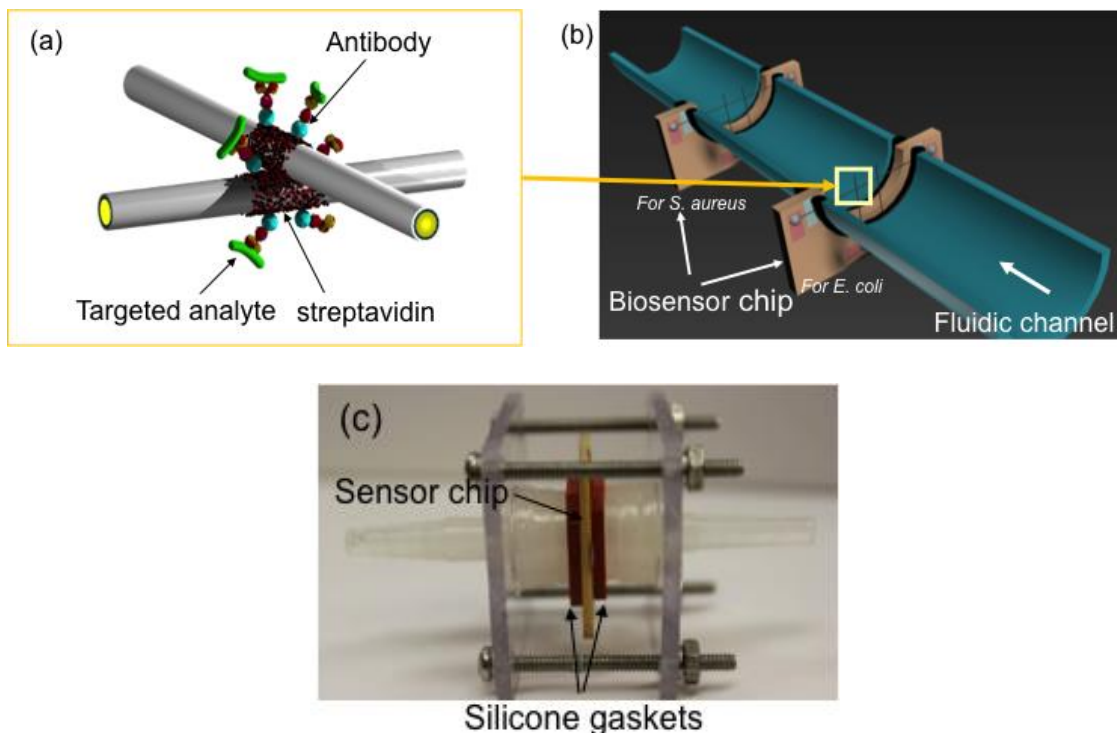 (a)
Antibody
Targeted analyte
streptavidin
(b)
For S. aureus
For E. coli
Biosensor chip
Fluidic channel
(c)
Sensor chip
Silicone gaskets